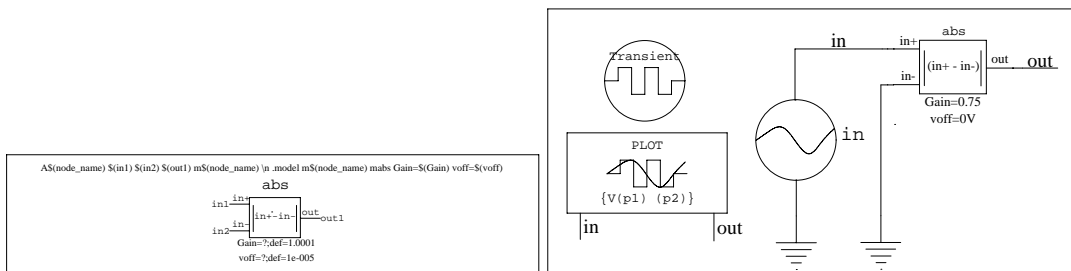 A$(node_name) $(in1) $(in2) $(out1) m$(node_name) \n .model m$(node_name) mabs Gain=$(Gain) voff=$(voff)
abs
in+
in1
in+-in-
out
out1
in-
in2
Gain=?;def=1.0001
voff=?;def=1e-005
Transient
PLOT
{V(p1) (p2)}
in
out
in
in
abs
in+
(in+ - in-)
out
out
in-
Gain=0.75
voff=0V